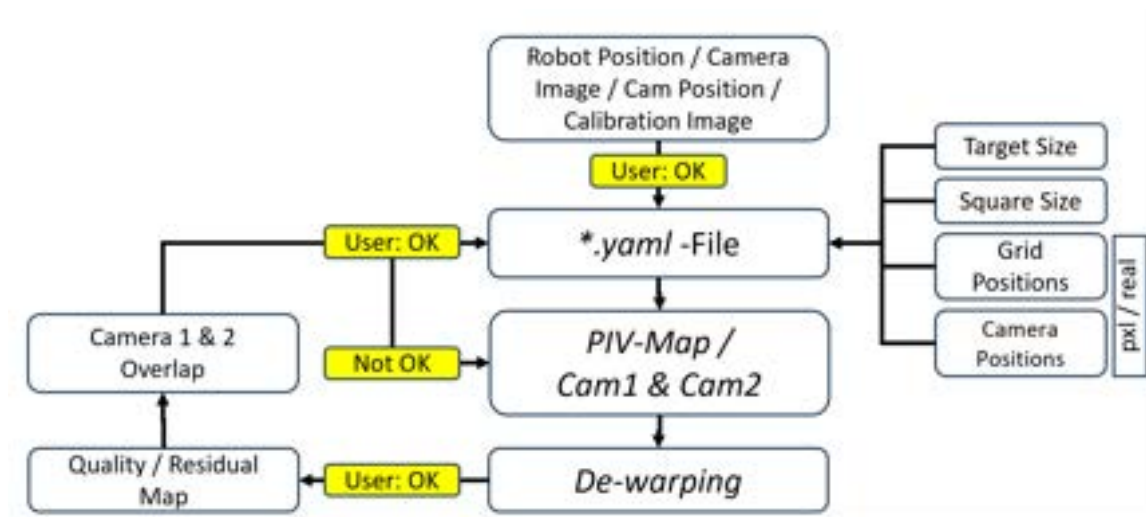 Robot Position / Camera
Image / Cam Position /
Calibration Image
User: OK
Target Size
Square Size
Grid
Positions
Camera
Positions
pxl / real
User: OK
*.yaml -File
Camera 1 & 2
Overlap
Not OK
PIV-Map /
Cam1 & Cam2
Quality / Residual
Map
User: OK
De-warping